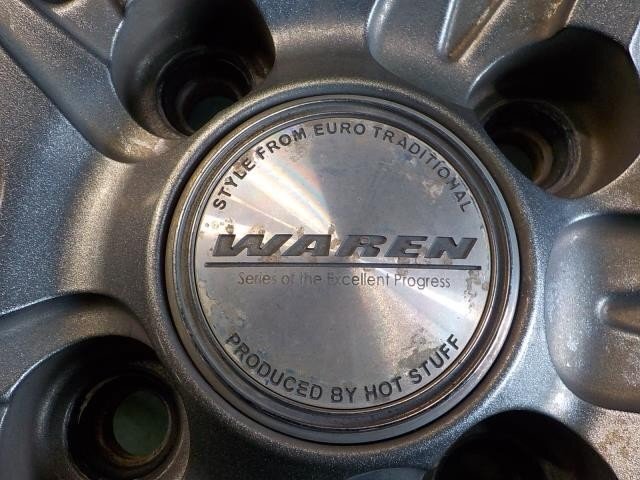 STYLE FROM EURO TRADITIONAL
WAREN
Series of the Excellent Progress
PRODUCED BY HOT STUFF